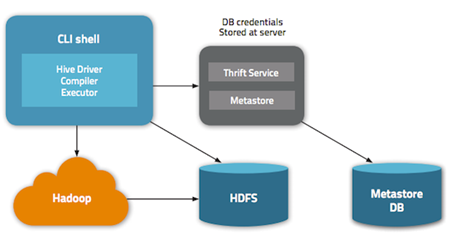 CLI shell
Hive Driver
Compiler
Executor
DB credentials
Stored at server
Thrift Service
Metastore
Hadoop
HDFS
Metastore
DB